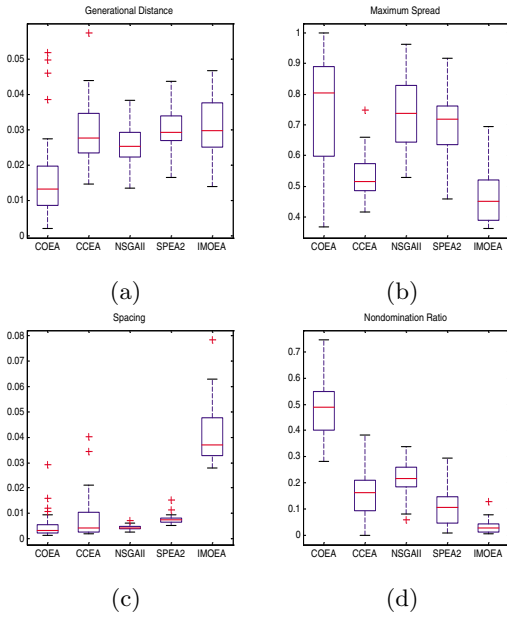 Generational Distance
0.05
0.04
0.03
0.02
0.01
0
COEA CCEA NSGAII SPEA2 IMOEA
(a)
Maximum Spread
1
0.9
0.8
0.7
0.6
0.5
0.4
COEA CCEA NSGAII SPEA2 IMOEA
(b)
Spacing
0.08
0.07
0.06
0.05
0.04
0.03
0.02
0.01
0
COEA CCEA NSGAII SPEA2 IMOEA
(c)
Nondomination Ratio
0.7
0.6
0.5
0.4
0.3
0.2
0.1
0
COEA CCEA NSGAII SPEA2 IMOEA
(d)